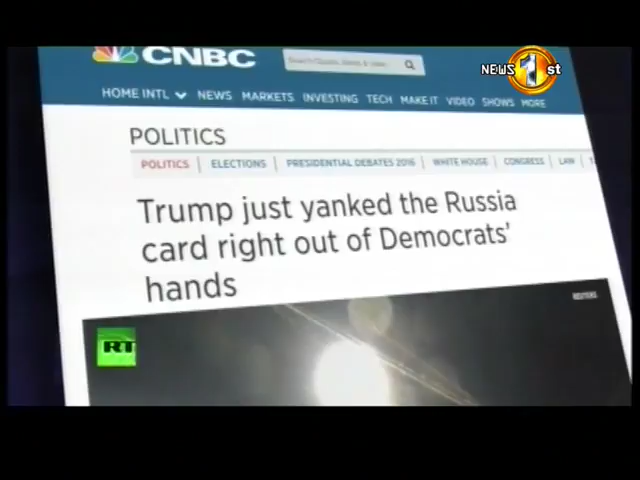 CNBC
NEWS 1st
HOME INTL NEWS MARKETS INVESTING TECH MAKE IT VIDEO SHOWS MORE
POLITICS
POLITICS | ELECTIONS | PRESIDENTIAL DEBATES 2016 | WHITE HOUSE | CONGRESS | LAW |
Trump just yanked the Russia
card right out of Democrats'
hands
REUTERS
RT